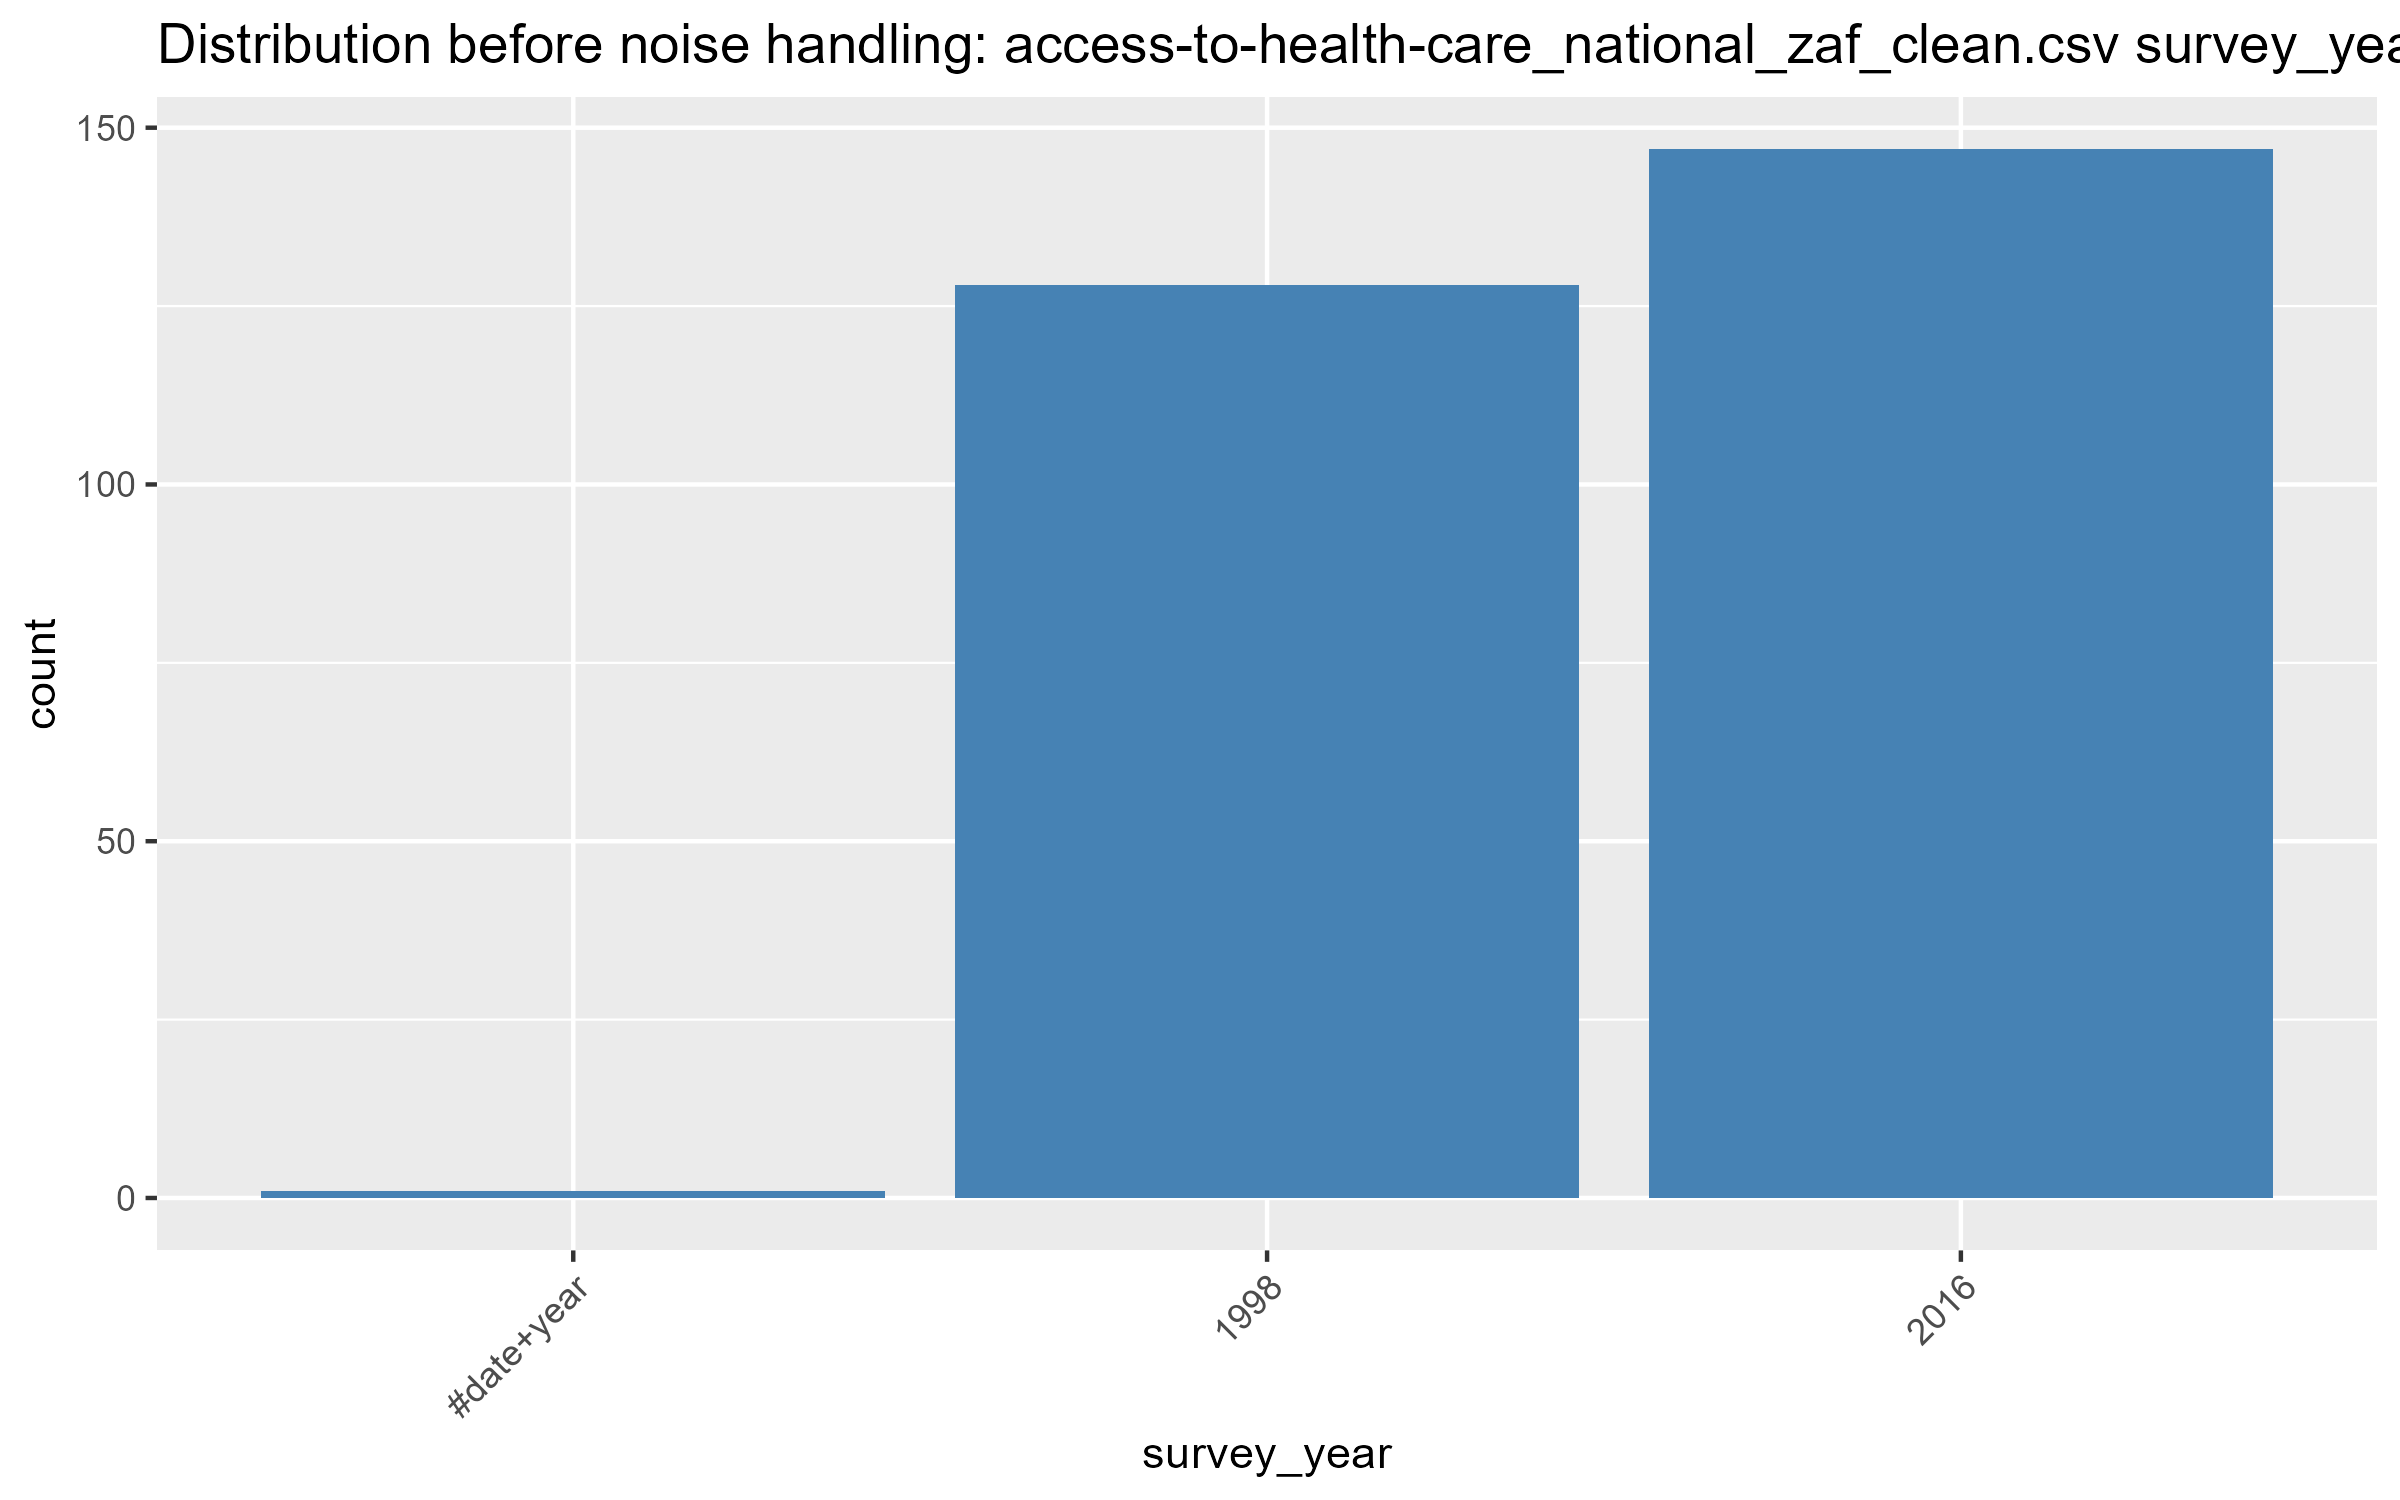 Distribution before noise handling: access-to-health-care_national_zaf_clean.csv
150
100
50
0
count
#date+year
1998
2016
survey_year